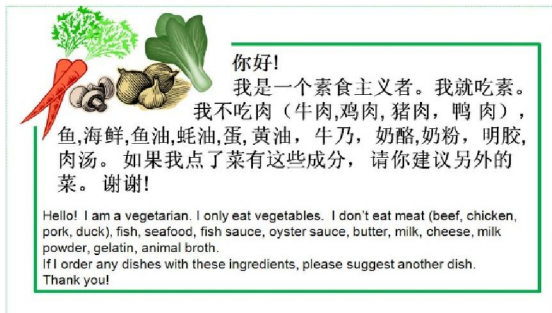 你好!
我是一个素食主义者。我就吃素。
我不吃肉（牛肉,鸡肉, 猪肉，鸭 肉），
鱼,海鲜,鱼油,蚝油,蛋,黄油，牛乃，奶酪,奶粉，明胶,
肉汤。 如果我点了菜有这些成分， 请你建议另外的
菜。 谢谢!
Hello! I am a vegetarian. I only eat vegetables. I don't eat meat (beef, chicken,
pork, duck), fish, seafood, fish sauce, oyster sauce, butter, milk, cheese, milk
powder, gelatin, animal broth.
If I order any dishes with these ingredients, please suggest another dish.
Thank you!